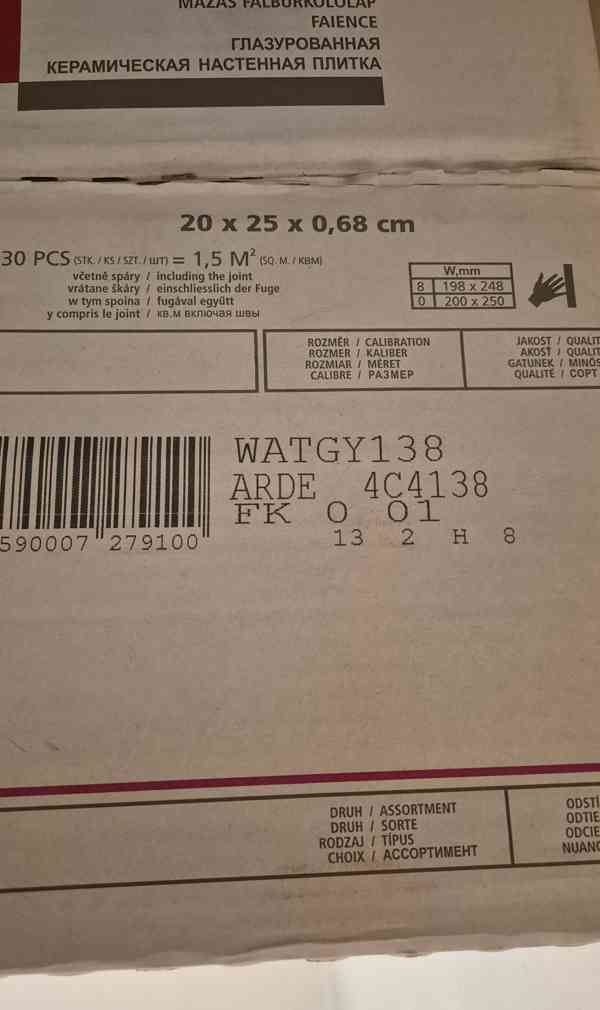 MAZAS FALBURKOLÓLAP
FAIENCE
ГЛАЗУРОВАННАЯ
КЕРАМИЧЕСКАЯ НАСТЕННАЯ ПЛИТКА
20 x 25 x 0,68 cm
30 PCS (STK. / KS / SZT. / ШТ) = 1,5 M² (SQ. M. / КВМ)
včetně spáry / including the joint
vrátane škáry / einschliesslich der Fuge
w tym spoina / fugával együtt
y compris le joint / кв.м включая швы
W,mm
8 198 x 248
0 200 x 250
ROZMĚR / CALIBRATION
ROZMER / KALIBER
ROZMIAR / MÉRET
CALIBRE / РАЗМЕР
JAKOST / QUALIT
AKOSŤ / QUALIT
GATUNEK / MINŐS
QUALITÉ / СОРТ
WATGY138
ARDE 4C4138
FK O 01
13 2 H 8
590007 279100
DRUH / ASSORTMENT
DRUH / SORTE
RODZAJ / TÍPUS
CHOIX / АССОРТИМЕНТ
ODSTÍ
ODTIE
ODCIE
NUANC